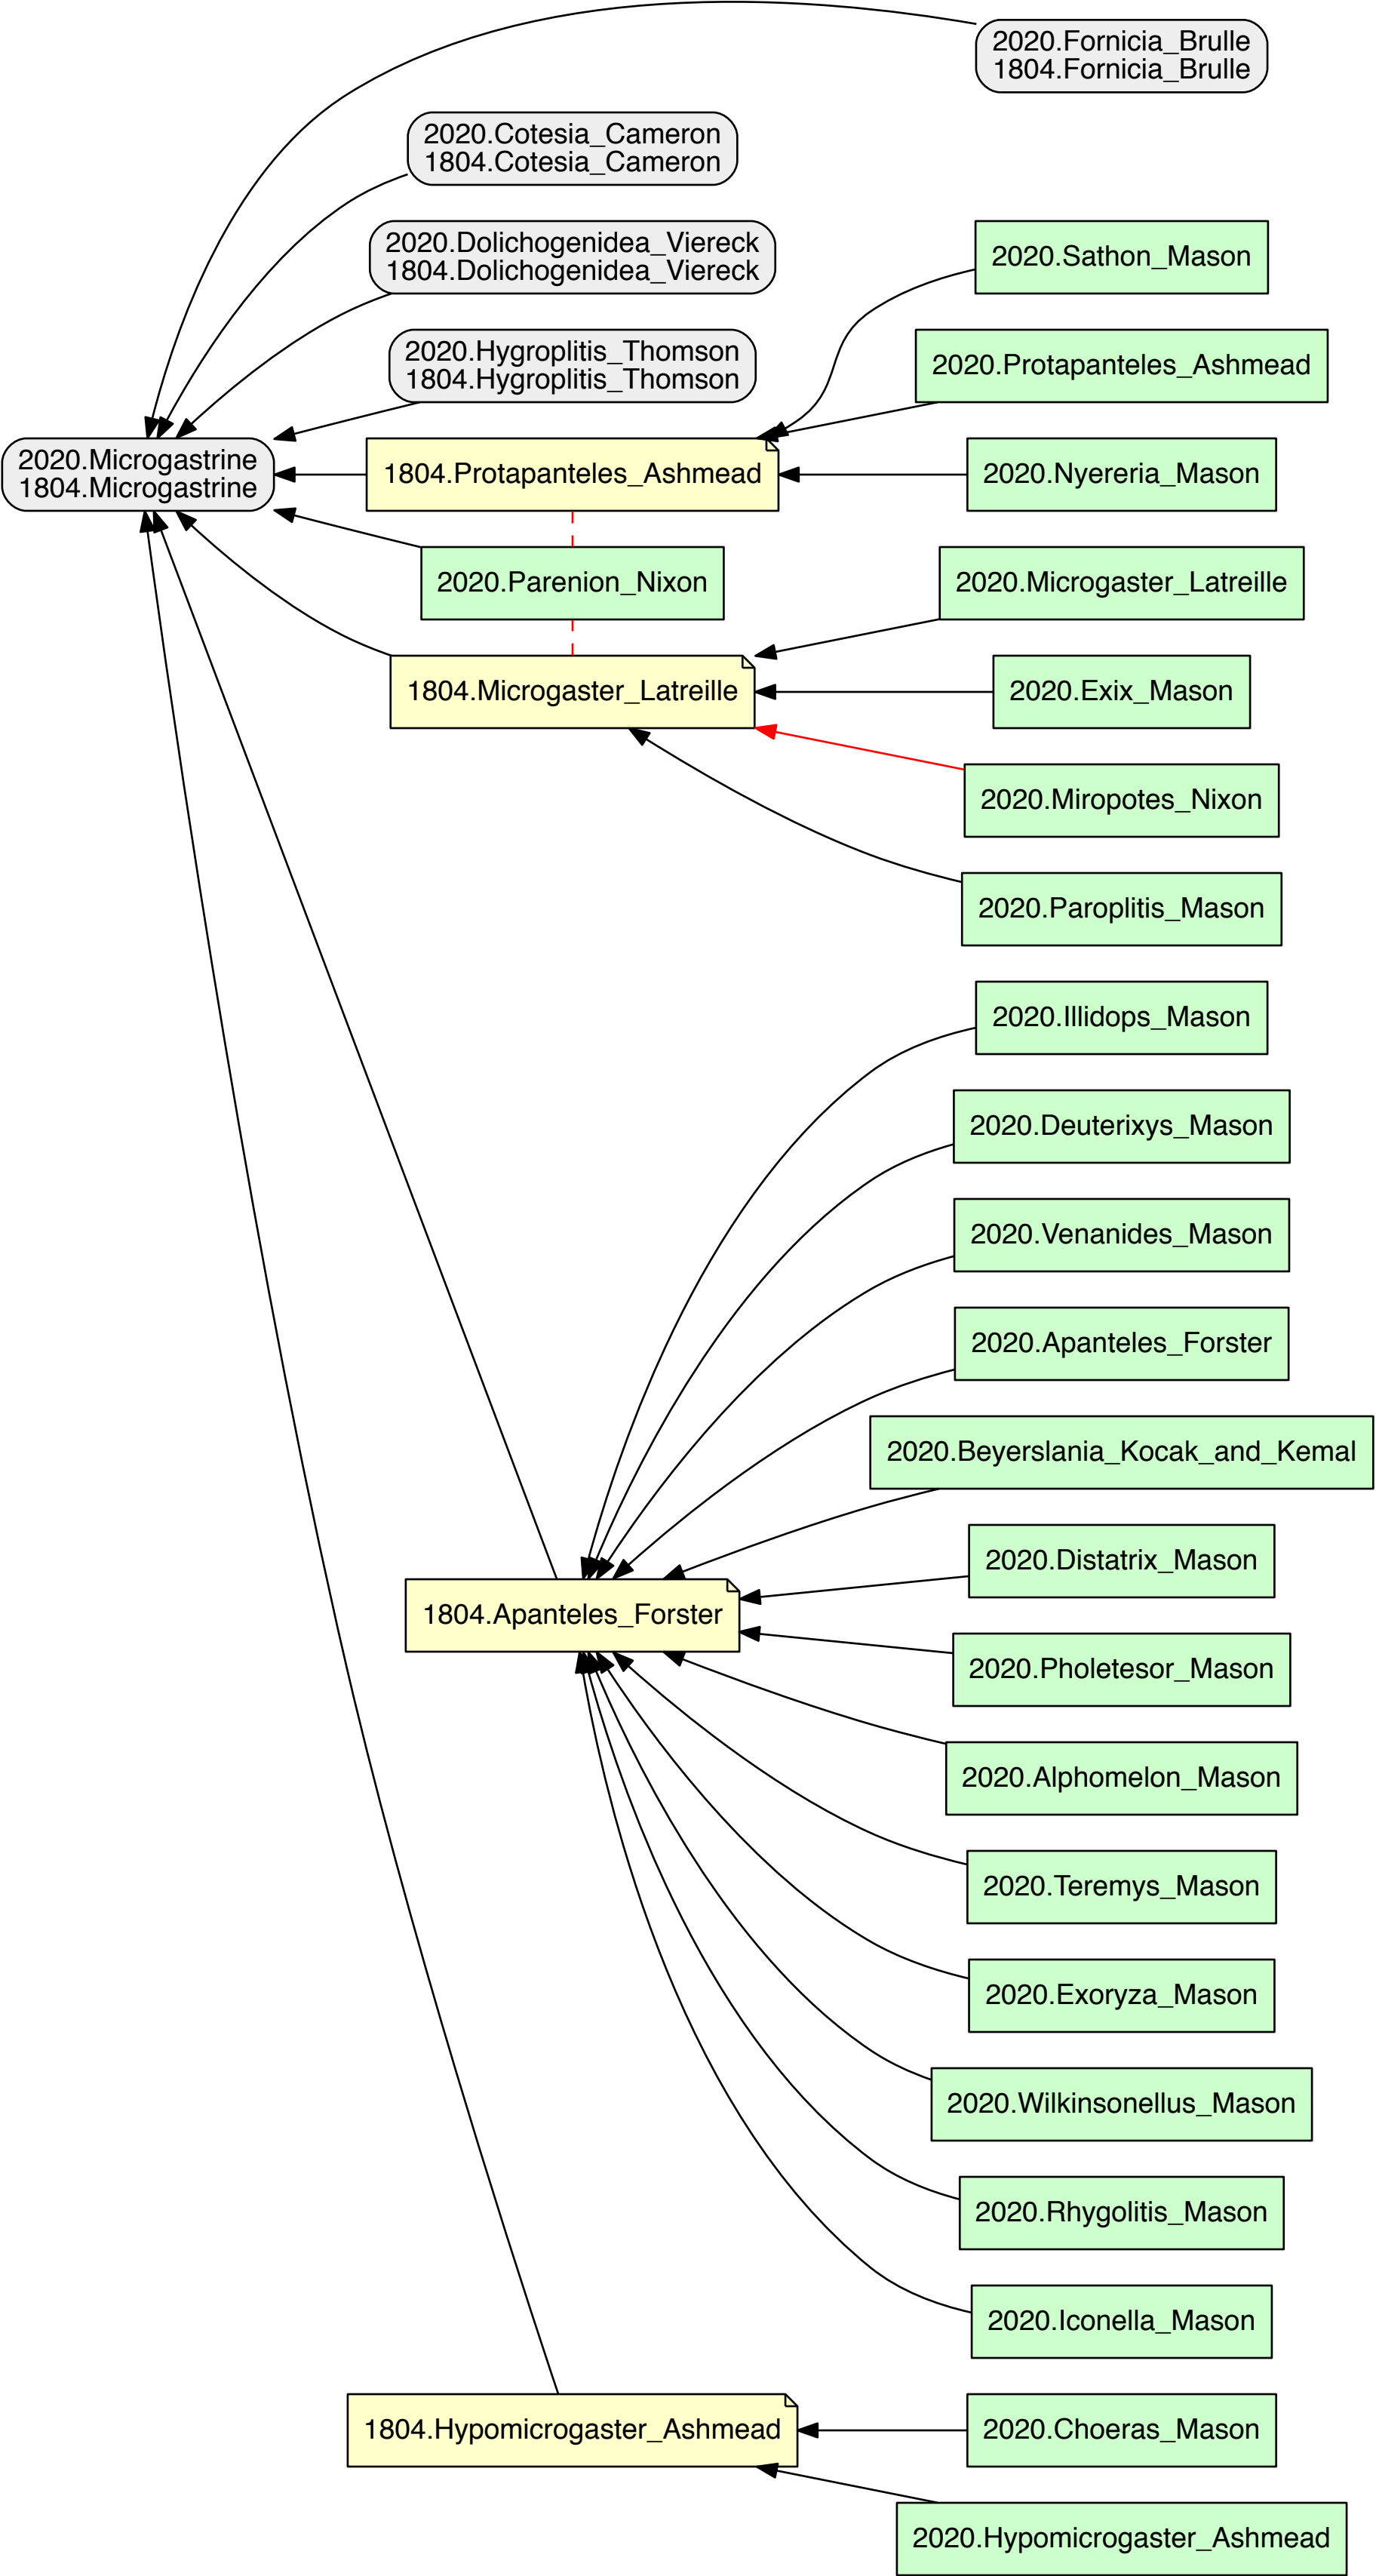 2020.Fornicia_Brulle
1804.Fornicia_Brulle
2020.Cotesia_Cameron
1804.Cotesia_Cameron
2020.Dolichogenidea_Viereck
1804.Dolichogenidea_Viereck
2020.Sathon_Mason
2020.Hygroplitis_Thomson
1804.Hygroplitis_Thomson
2020.Protapanteles_Ashmead
2020.Microgastrine
1804.Microgastrine
1804.Protapanteles_Ashmead
2020.Nyereria_Mason
2020.Parenion_Nixon
2020.Microgaster_Latreille
1804.Microgaster_Latreille
2020.Exix_Mason
2020.Miropotes_Nixon
2020.Paroplitis_Mason
2020.Illidops_Mason
2020.Deuterixys_Mason
2020.Venanides_Mason
2020.Apanteles_Forster
2020.Beyerslania_Kocak_and_Kemal
2020.Distatrix_Mason
1804.Apanteles_Forster
2020.Pholetesor_Mason
2020.Alphomelon_Mason
2020.Teremys_Mason
2020.Exoryza_Mason
2020.Wilkinsonellus_Mason
2020.Rhygolitis_Mason
2020.Iconella_Mason
1804.Hypomicrogaster_Ashmead
2020.Choeras_Mason
2020.Hypomicrogaster_Ashmead